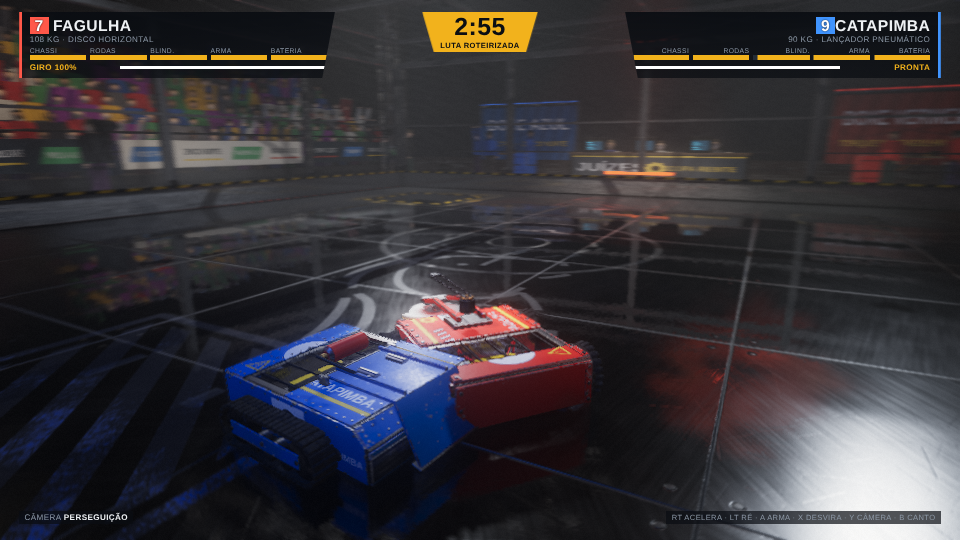 7 FAGULHA
108 KG · DISCO HORIZONTAL
CHASSI RODAS BLIND. ARMA BATERIA
GIRO 100%
2:55
LUTA ROTEIRIZADA
9 CATAPIMBA
90 KG · LANÇADOR PNEUMÁTICO
CHASSI RODAS BLIND. ARMA BATERIA
PRONTA
JUÍZES
CÂMERA PERSEGUIÇÃO
RT ACELERA · LT RÉ · A ARMA · X DESVIRA · Y CÂMERA · B CANTO